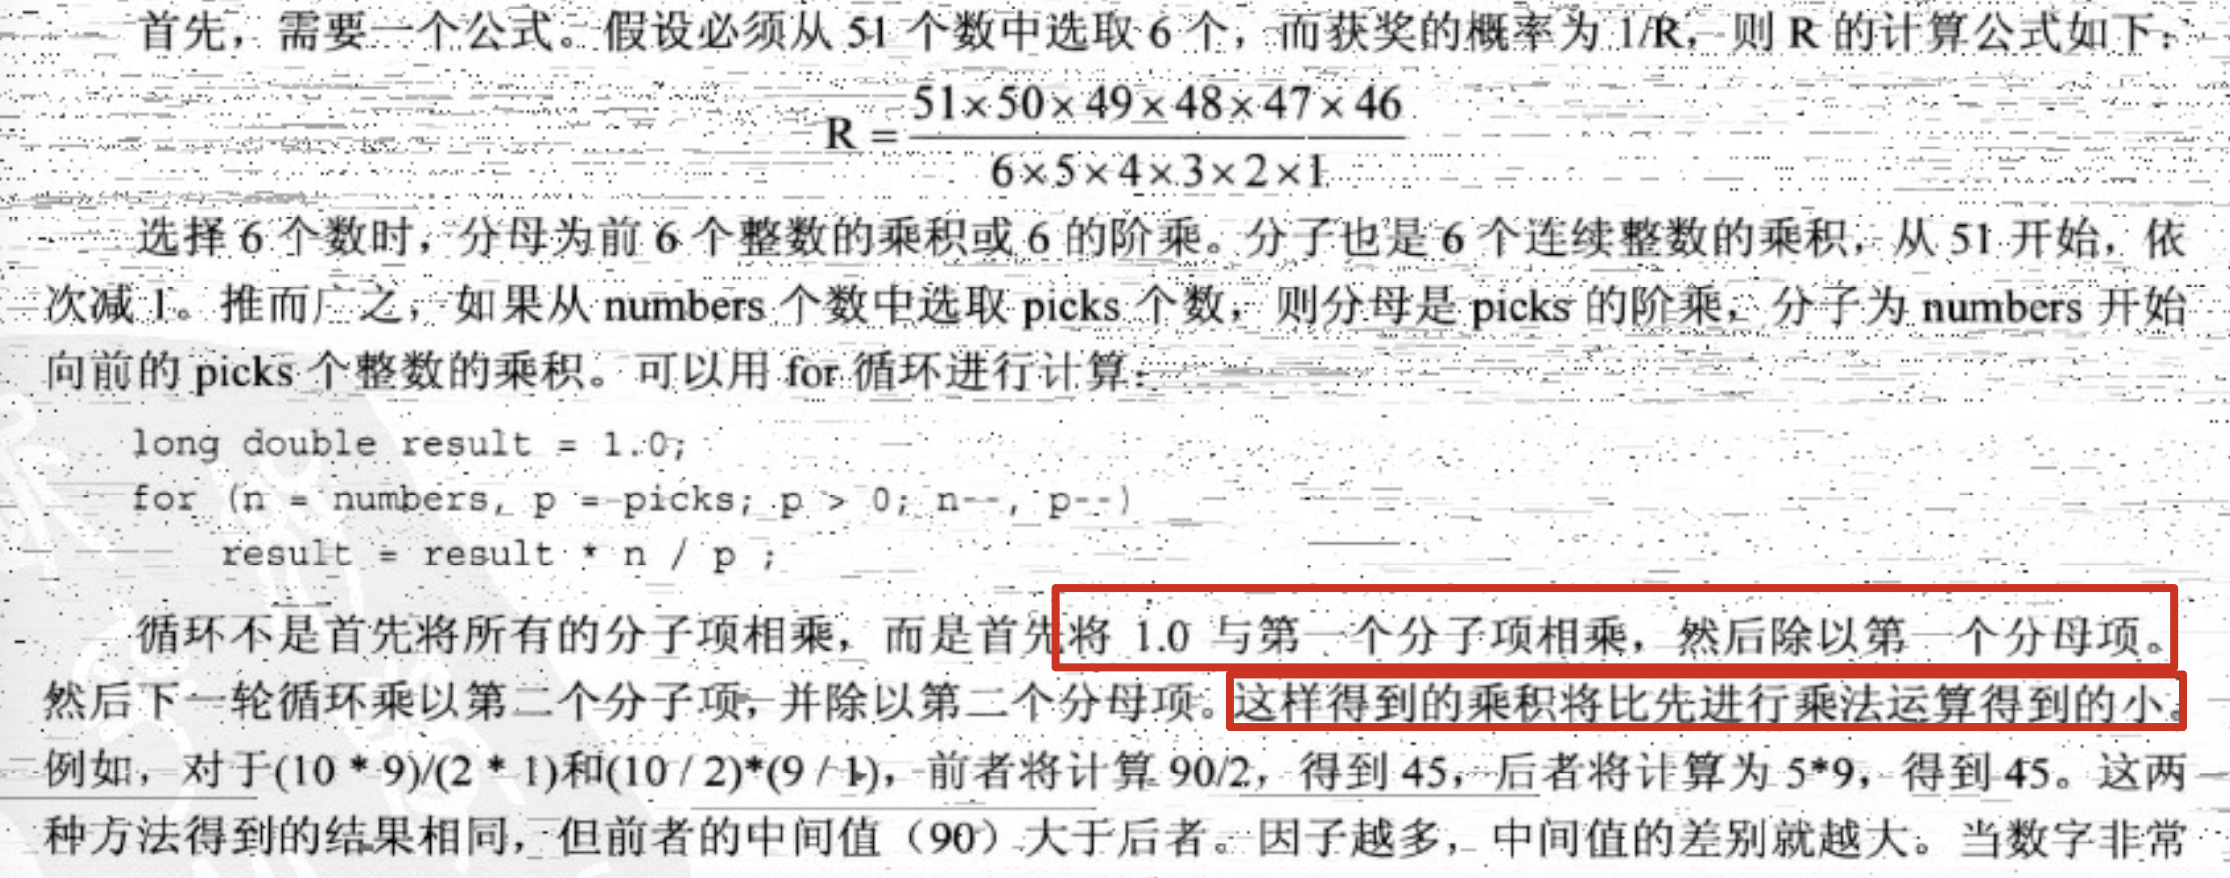 首先，需要一个公式。假设必须从 51 个数中选取 6 个，而获奖的概率为 1/R，则 R 的计算公式如下：
R = 51×50×49×48×47×46 / 6×5×4×3×2×1
选择 6 个数时，分母为前 6 个整数的乘积或 6 的阶乘。分子也是 6 个连续整数的乘积，从 51 开始，依
次减 1。推而广之，如果从 numbers 个数中选取 picks 个数，则分母是 picks 的阶乘，分子为 numbers 开始
向前的 picks 个整数的乘积。可以用 for 循环进行计算：
long double result = 1.0;
for (n = numbers, p = picks; p > 0; n--, p--)
result = result * n / p ;
循环不是首先将所有的分子项相乘，而是首先将 1.0 与第一个分子项相乘，然后除以第一个分母项。
然后下一轮循环乘以第二个分子项，并除以第二个分母项。这样得到的乘积将比先进行乘法运算得到的小。
例如，对于(10 * 9)/(2 * 1)和(10 / 2)*(9 / 1)，前者将计算 90/2，得到 45，后者将计算为 5*9，得到 45。这两
种方法得到的结果相同，但前者的中间值（90）大于后者。因子越多，中间值的差别就越大。当数字非常